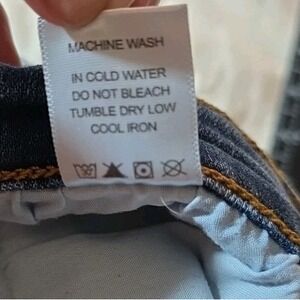 MACHINE WASH
IN COLD WATER
DO NOT BLEACH
TUMBLE DRY LOW
COOL IRON